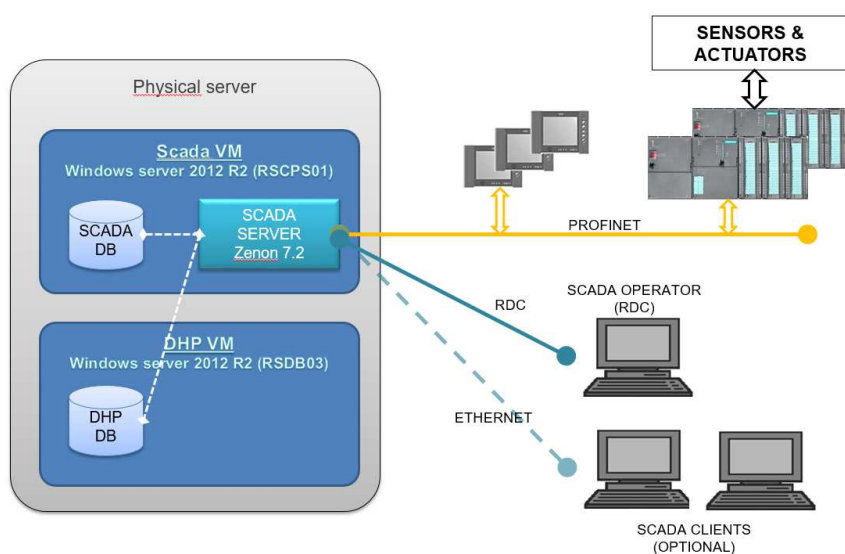 SENSORS &
ACTUATORS
Physical server
Scada VM
Windows server 2012 R2 (RSCPS01)
SCADA
DB
SCADA
SERVER
Zenon 7.2
PROFINET
RDC
SCADA OPERATOR
(RDC)
DHP VM
Windows server 2012 R2 (RSDB03)
DHP
DB
ETHERNET
SCADA CLIENTS
(OPTIONAL)